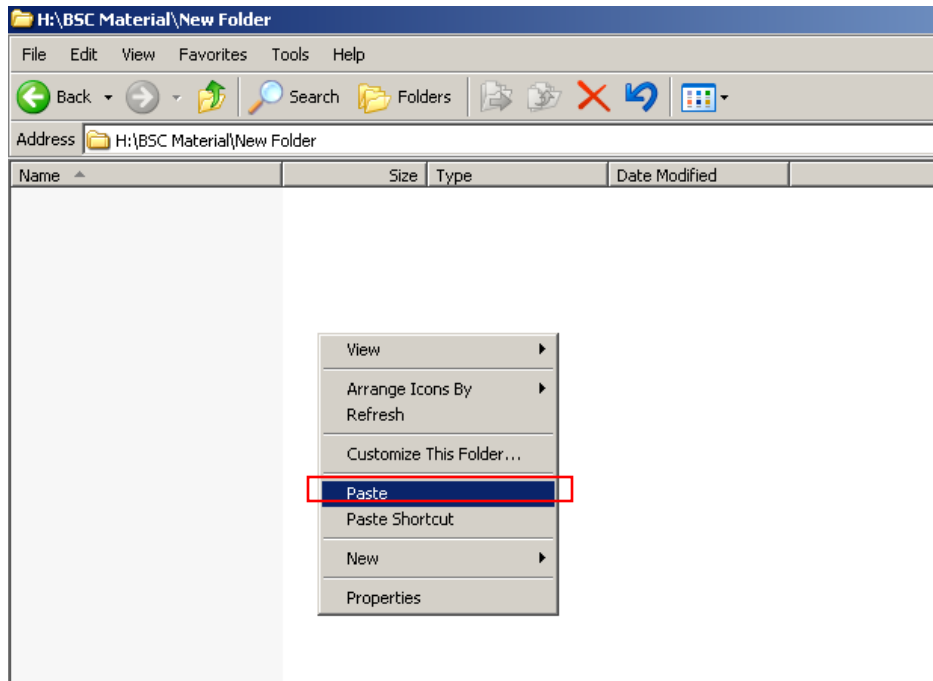 H:\BSC Material\New Folder
File Edit View Favorites Tools Help
Back Search Folders
Address H:\BSC Material\New Folder
Name Size Type Date Modified
View
Arrange Icons By
Refresh
Customize This Folder...
Paste
Paste Shortcut
New
Properties